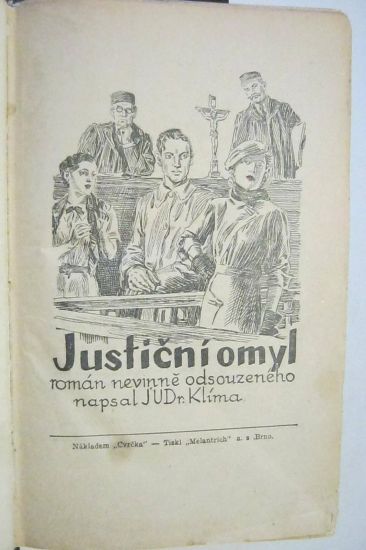 Justiční omyl
román nevinně odsouzeného
napsal JUDr. Klíma.
Nákladem „Cvrčka“ — Tiskl „Melantrich“ a. s. Brno.